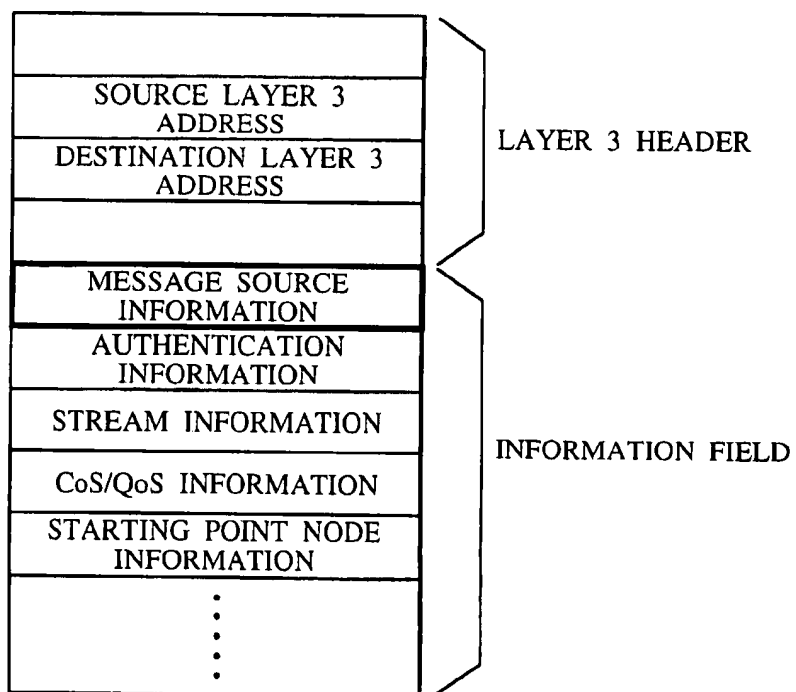 SOURCE LAYER 3
ADDRESS
DESTINATION LAYER 3
ADDRESS
LAYER 3 HEADER
MESSAGE SOURCE
INFORMATION
AUTHENTICATION
INFORMATION
STREAM INFORMATION
CoS/QoS INFORMATION
STARTING POINT NODE
INFORMATION
INFORMATION FIELD